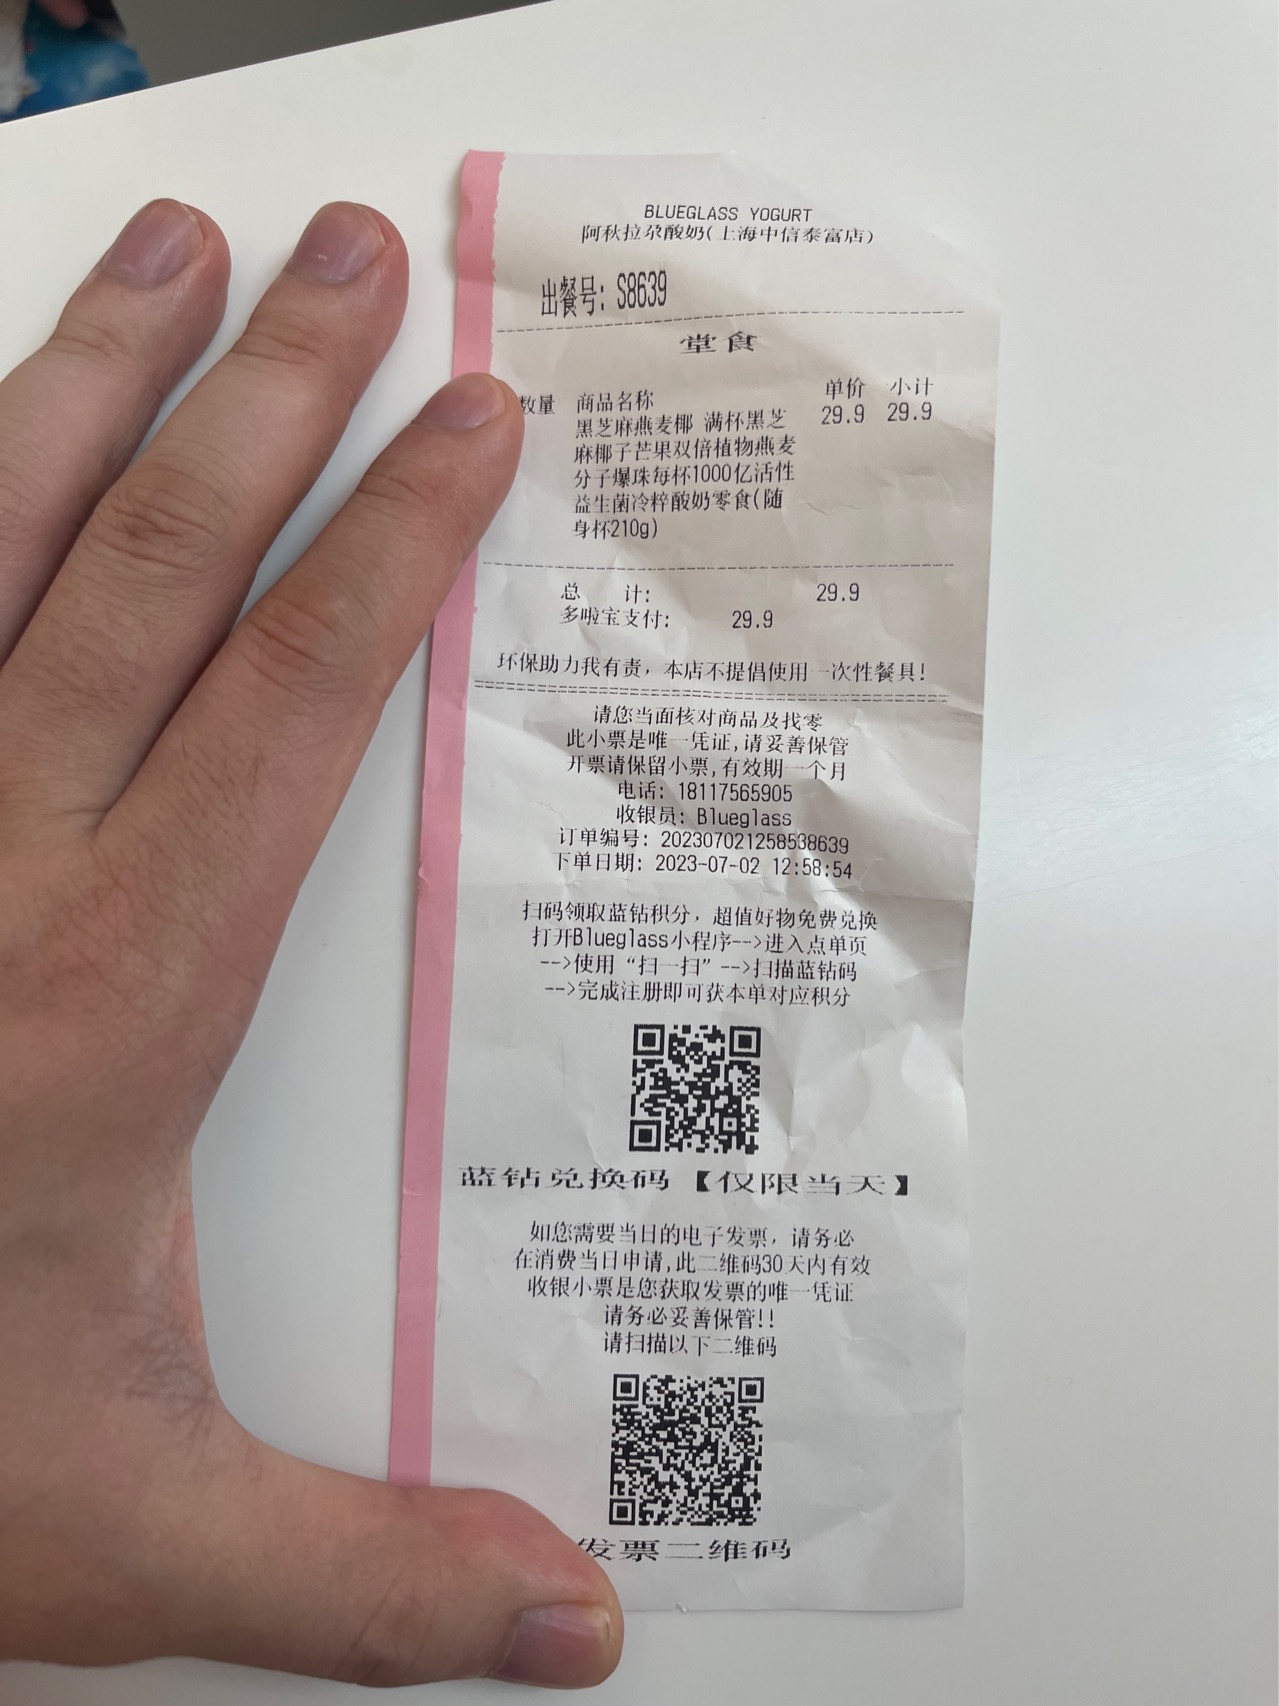 BLUEGLASS YOGURT
阿秋拉尕酸奶(上海中信泰富店)
出餐号: S8639
堂食
数量 商品名称 单价 小计
黑芝麻燕麦椰 满杯黑芝 29.9 29.9
麻椰子芒果双倍植物燕麦
分子爆珠每杯1000亿活性
益生菌冷粹酸奶零食(随
身杯210g)
总 计: 29.9
多啦宝支付: 29.9
环保助力我有责，本店不提倡使用一次性餐具!
请您当面核对商品及找零
此小票是唯一凭证,请妥善保管
开票请保留小票,有效期一个月
电话: 18117565905
收银员: Blueglass
订单编号: 202307021258538639
下单日期: 2023-07-02 12:58:54
扫码领取蓝钻积分，超值好物免费兑换
打开Blueglass小程序-->进入点单页
-->使用“扫一扫”-->扫描蓝钻码
-->完成注册即可获本单对应积分
蓝钻兑换码【仅限当天】
如您需要当日的电子发票，请务必
在消费当日申请,此二维码30天内有效
收银小票是您获取发票的唯一凭证
请务必妥善保管!!
请扫描以下二维码
发票二维码